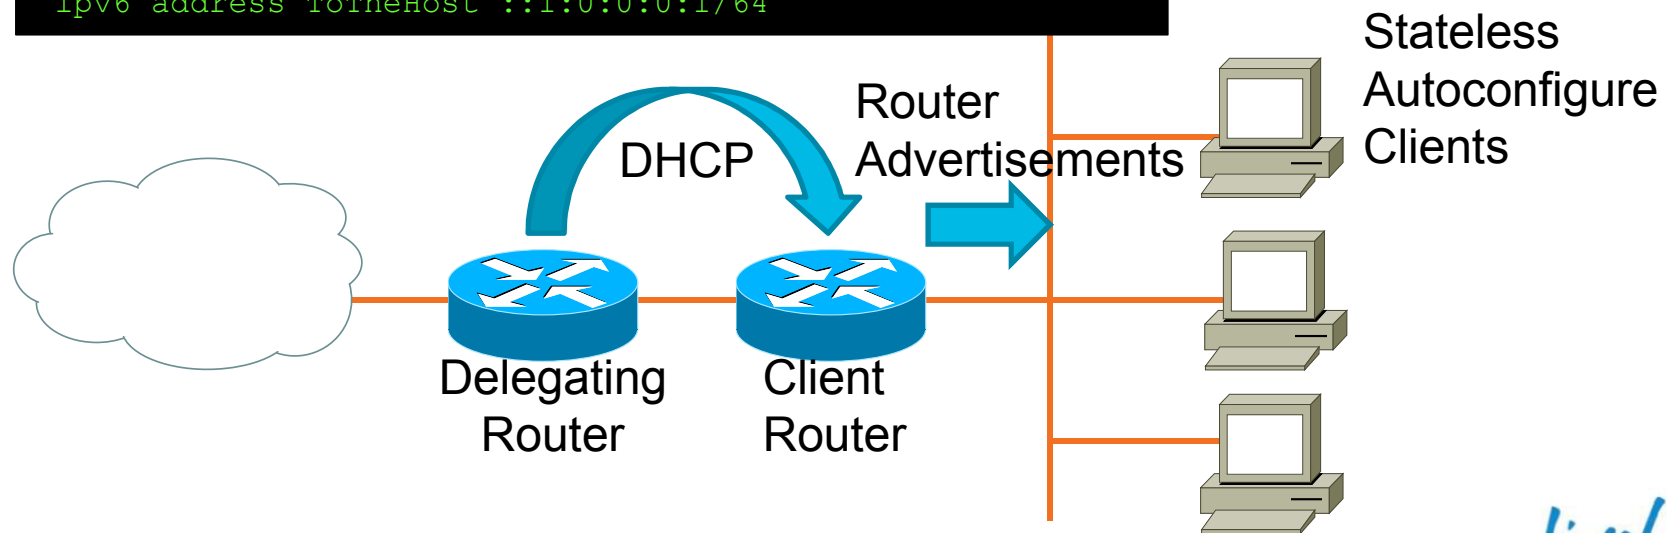 ipv6 address ToTheHost ::1:0:0:0:1/64
Stateless
Autoconfigure
Clients
Router
Advertisements
DHCP
Delegating
Router
Client
Router